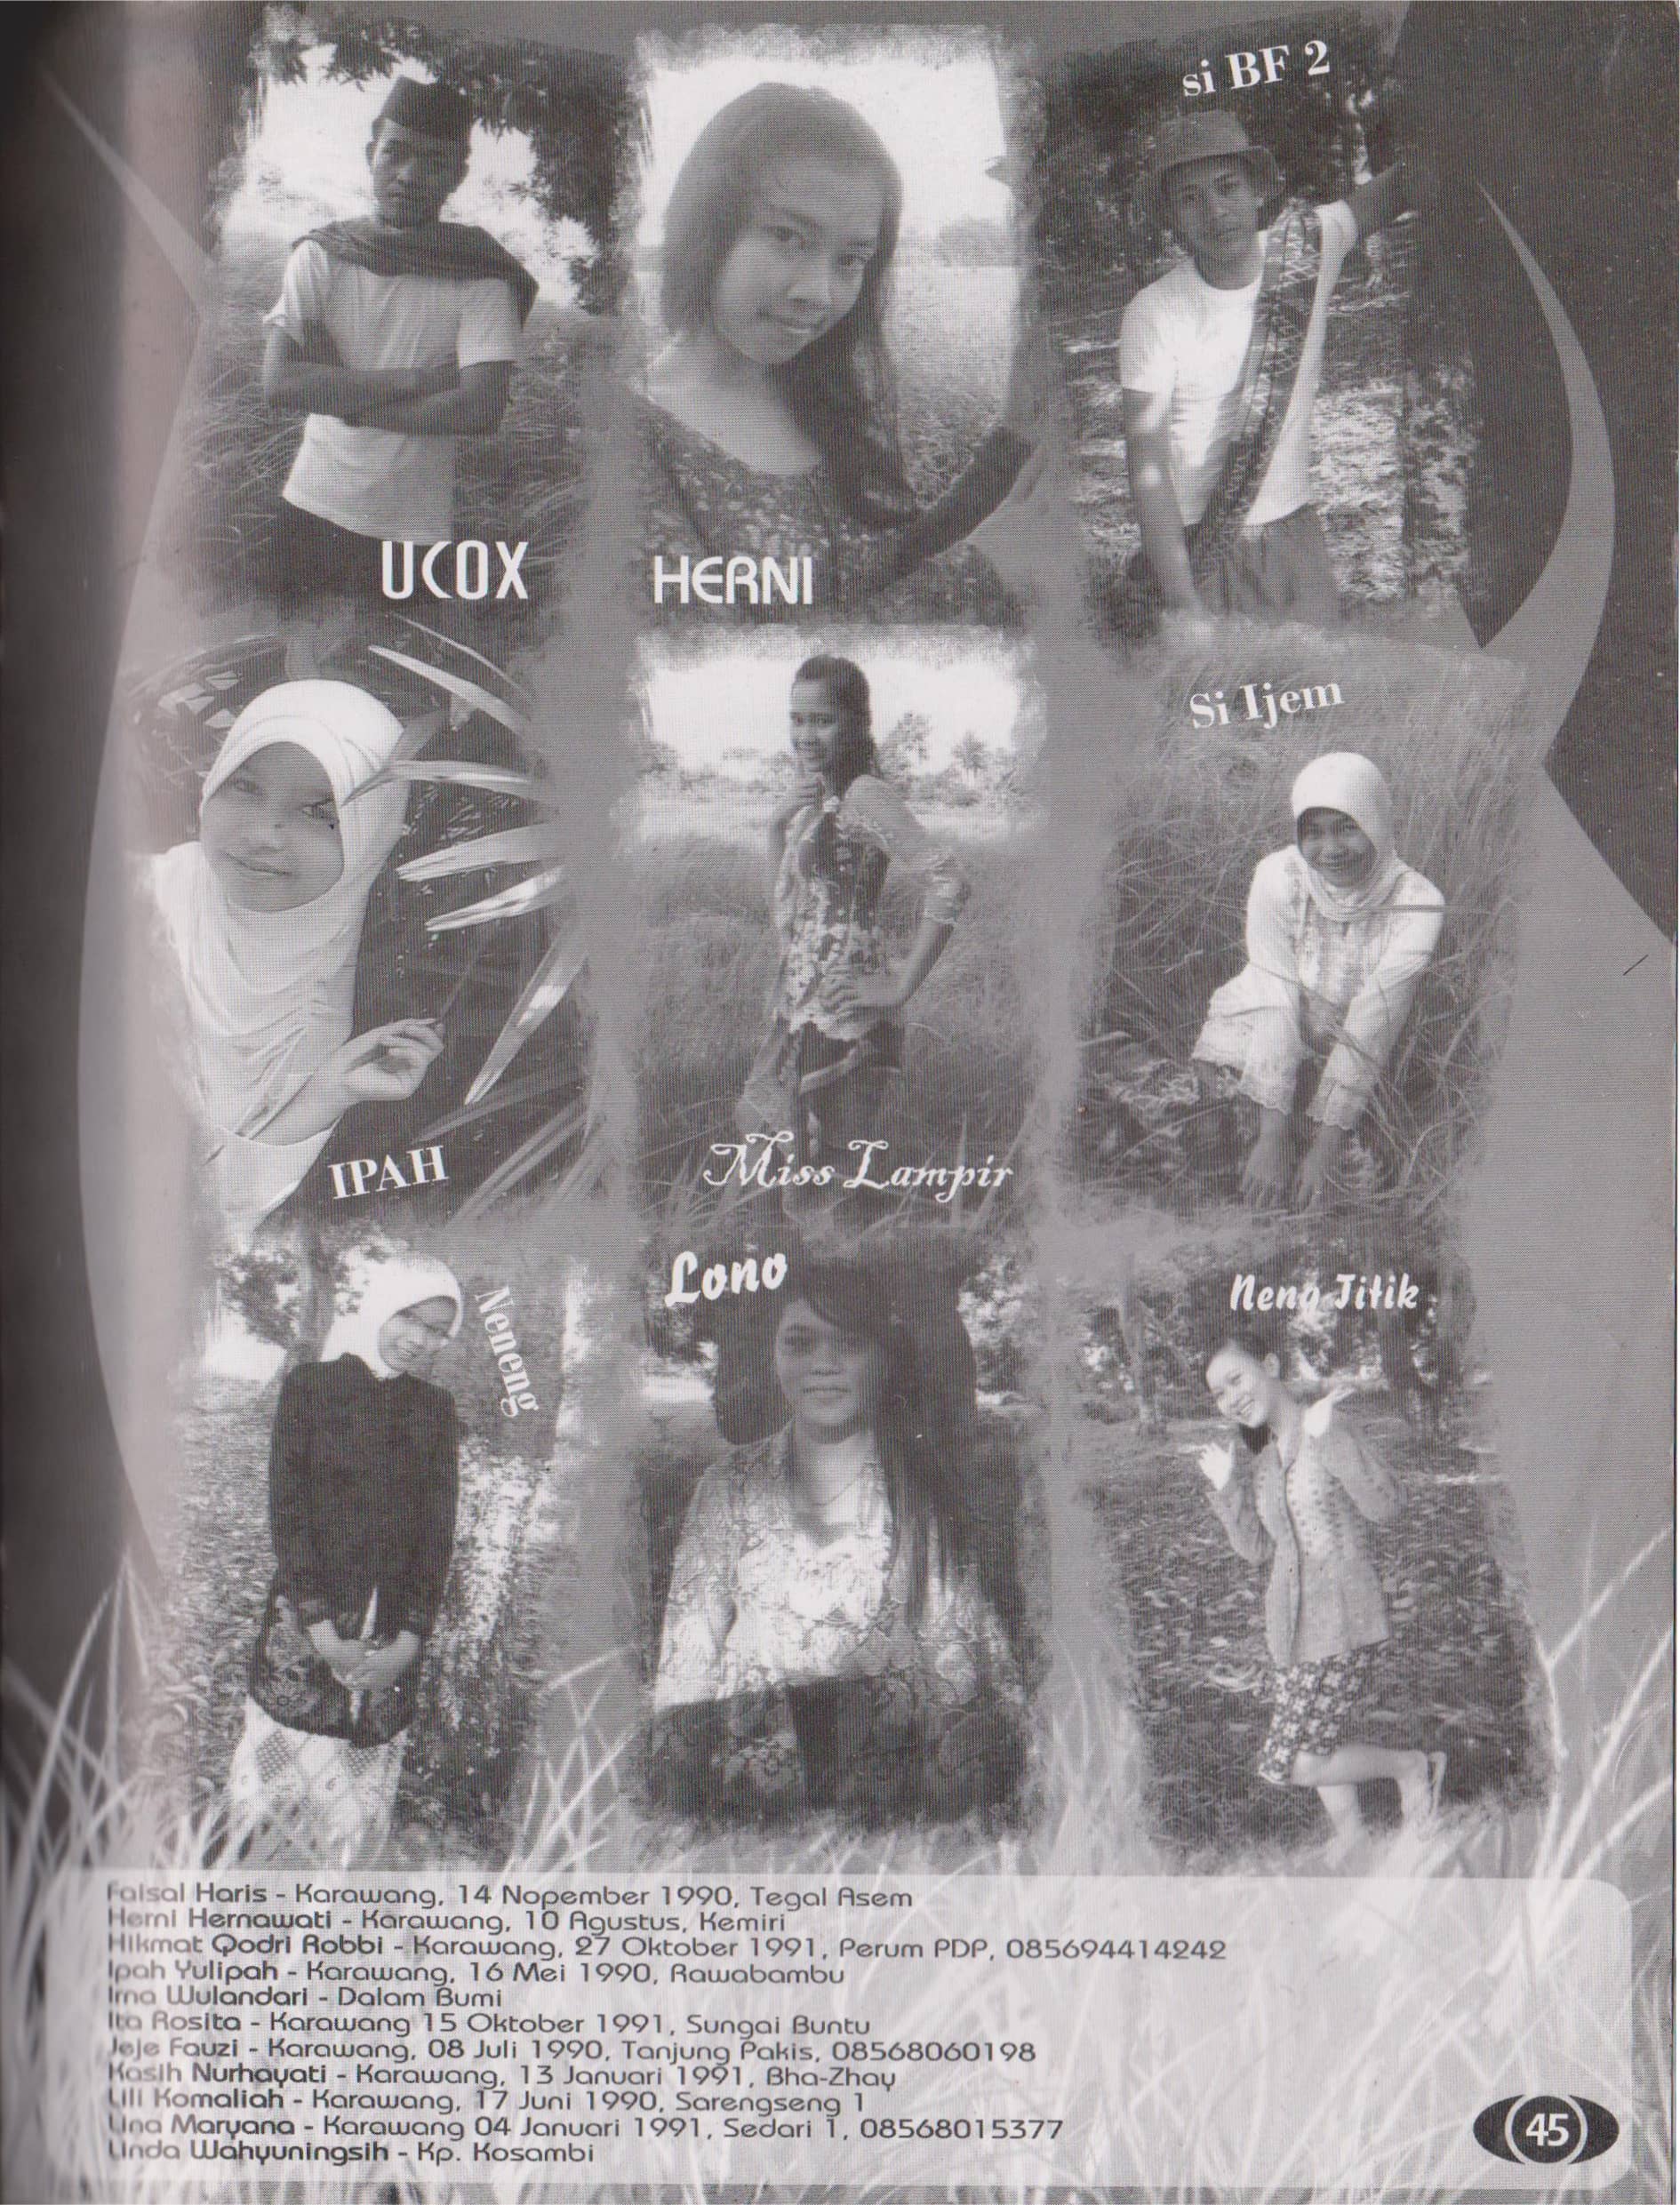 si BF 2
UCOX
HERNI
Si Ijem
IPAH
Miss Lampir
Neneng
Lono
Neng Titik
Faisal Haris - Karawang, 14 Nopember 1990, Tegal Asem
Herni Hernawati - Karawang, 10 Agustus, Kemiri
Hikmat Qodri Robbi - Karawang, 27 Oktober 1991, Perum PDP, 085694414242
Ipah Yulipah - Karawang, 16 Mei 1990, Rawabambu
Irna Wulandari - Dalam Bumi
Ita Rosita - Karawang 15 Oktober 1991, Sungai Buntu
Jeje Fauzi - Karawang, 08 Juli 1990, Tanjung Pakis, 08568060198
Kasih Nurhayati - Karawang, 13 Januari 1991, Bha-Zhay
Lili Komaliah - Karawang, 17 Juni 1990, Sarengseng 1
Lina Maryana - Karawang 04 Januari 1991, Sedari 1, 08568015377
Linda Wahyuningsih - Kp. Kosambi
45